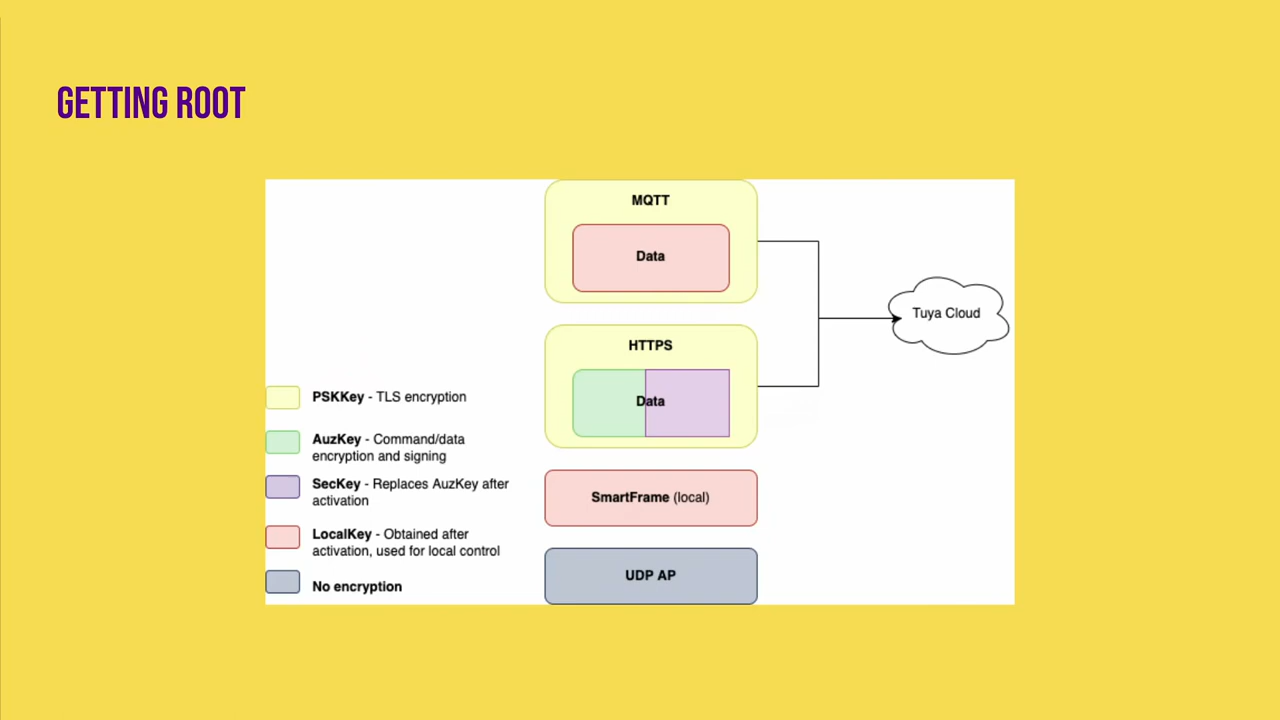 GETTING ROOT
MQTT
Data
Tuya Cloud
HTTPS
Data
PSKKey - TLS encryption
AuzKey - Command/data
encryption and signing
SecKey - Replaces AuzKey after
activation
LocalKey - Obtained after
activation, used for local control
No encryption
SmartFrame (local)
UDP AP